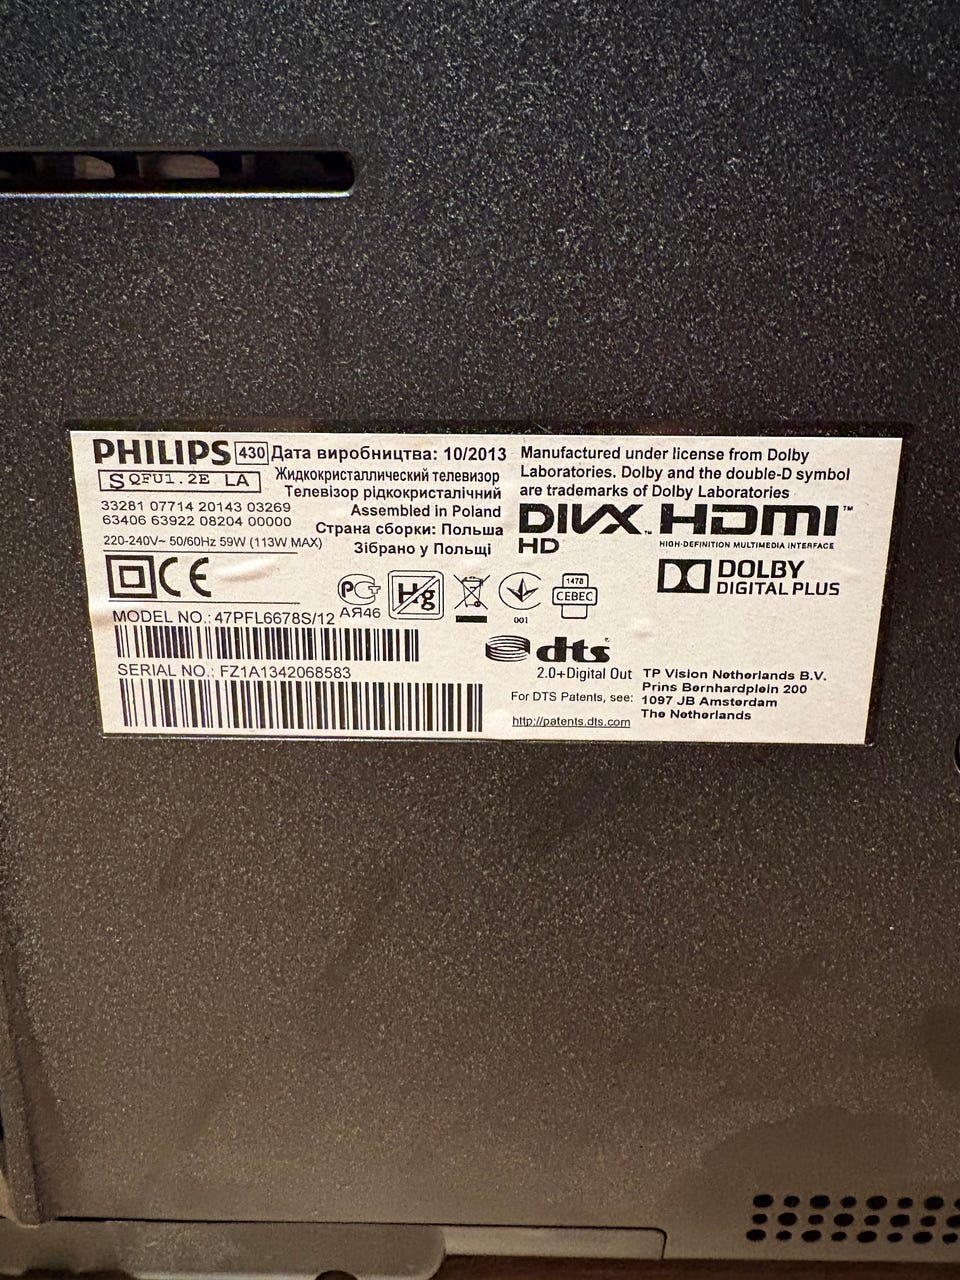 PHILIPS 430 Дата виробництва: 10/2013
S QFU1.2E LA
Жидкокристаллический телевизор
Телевізор рідкокристалічний
33281 07714 20143 03269
63406 63922 08204 00000
Assembled in Poland
Страна сборки: Польша
Зібрано у Польщі
220-240V~ 50/60Hz 59W (113W MAX)
CE
РСТ
АЯ46
Hg
001
1478
CEBEC
MODEL NO.: 47PFL6678S/12
SERIAL NO.: FZ1A1342068583
Manufactured under license from Dolby
Laboratories. Dolby and the double-D symbol
are trademarks of Dolby Laboratories
DIVX™
HD
HDMI™
HIGH-DEFINITION MULTIMEDIA INTERFACE
DOLBY
DIGITAL PLUS
dts
2.0+Digital Out
For DTS Patents, see:
http://patents.dts.com
TP Vision Netherlands B.V.
Prins Bernhardplein 200
1097 JB Amsterdam
The Netherlands